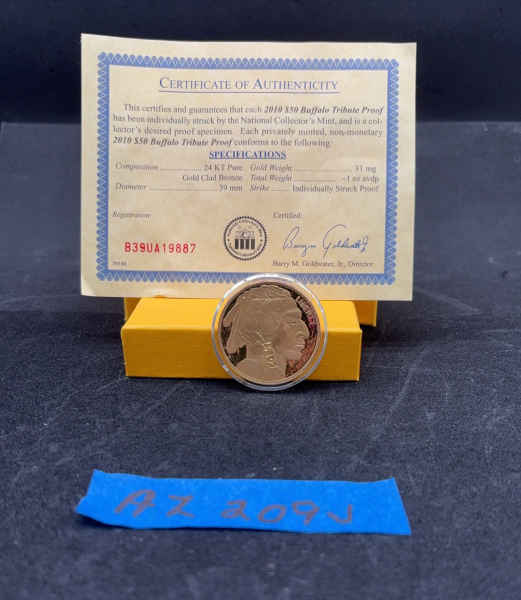 CERTIFICATE OF AUTHENTICITY
This certifies and guarantees that each 2010 $50 Buffalo Tribute Proof
has been individually struck by the National Collector's Mint, and is a col-
lector's desired proof specimen. Each privately minted, non-monetary
2010 $50 Buffalo Tribute Proof conforms to the following:
SPECIFICATIONS
Composition ........ 24 KT Pure Gold Weight ........ 31 mg
Gold Clad Bronze Total Weight ........ ~1 oz avdp
Diameter ........ 39 mm Strike ........ Individually Struck Proof
Registration: Certified:
B39UA19887
Barry M. Goldwater, Jr., Director
AZ 209J